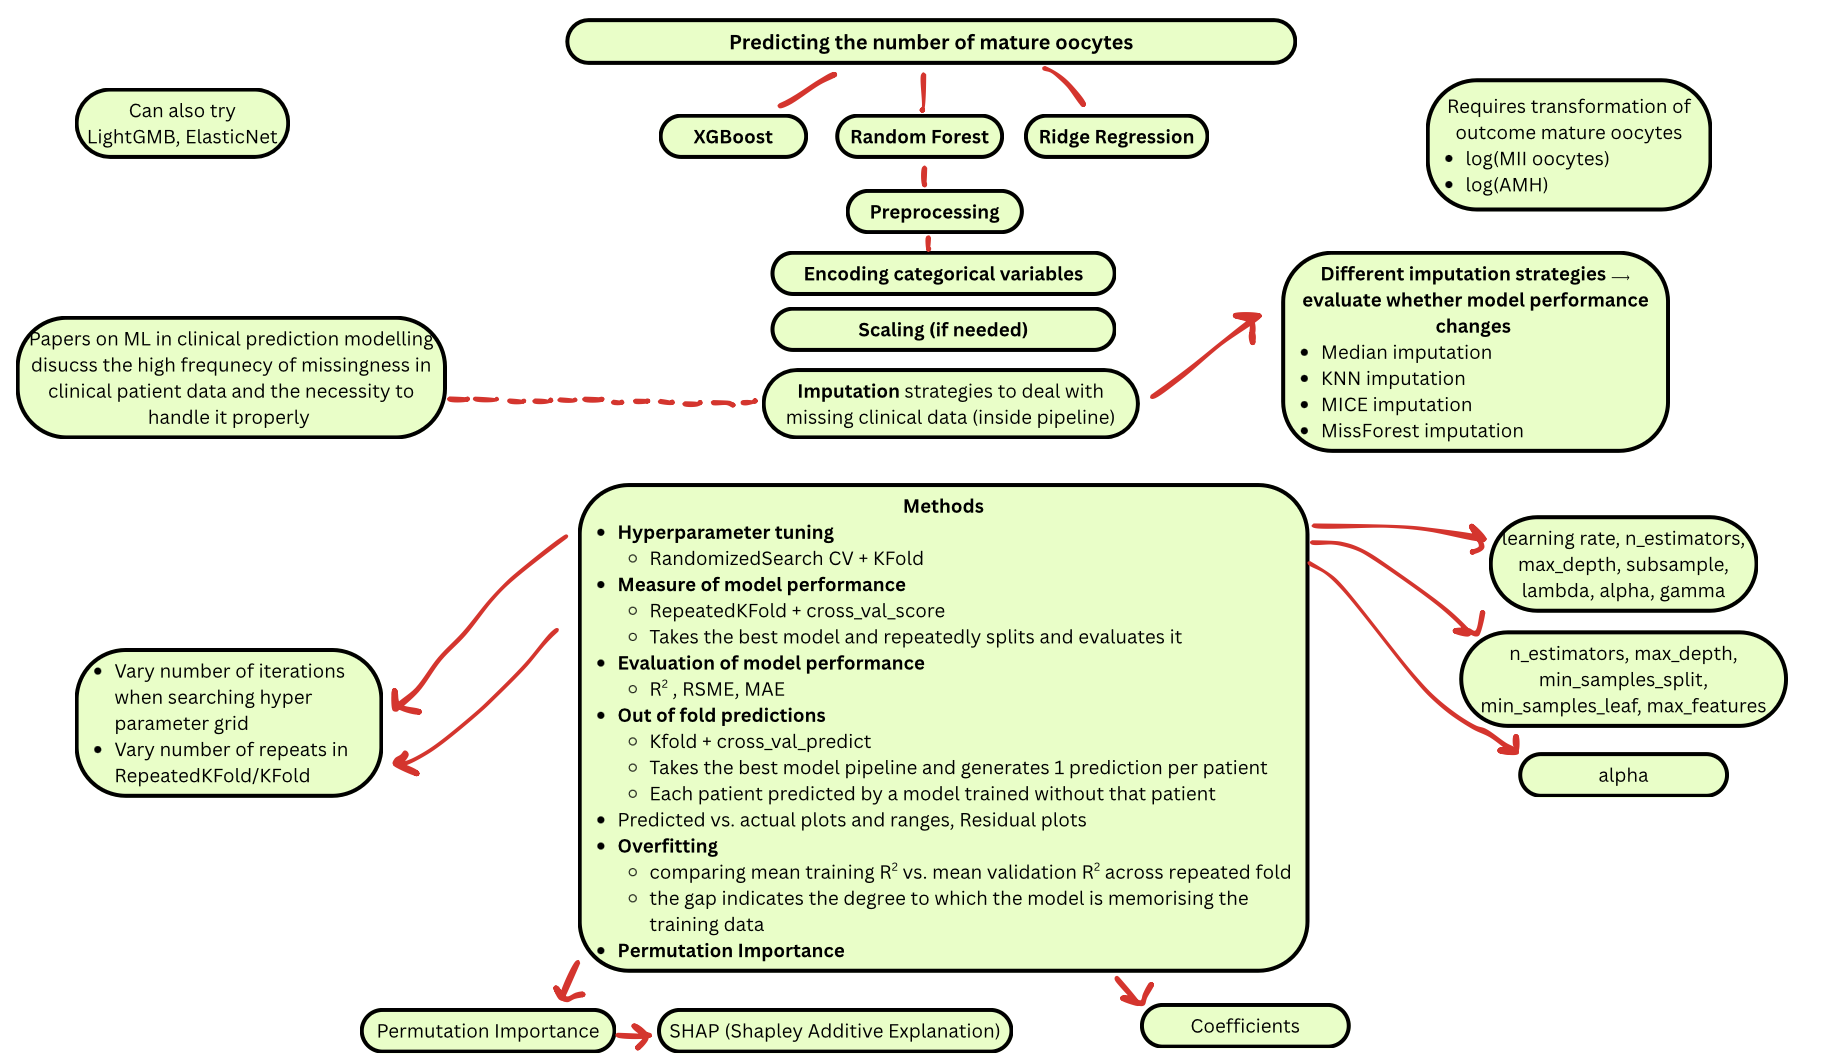 Predicting the number of mature oocytes
Can also try
LightGMB, ElasticNet
XGBoost
Random Forest
Ridge Regression
Requires transformation of
outcome mature oocytes
• log(MII oocytes)
• log(AMH)
Preprocessing
Encoding categorical variables
Scaling (if needed)
Imputation strategies to deal with
missing clinical data (inside pipeline)
Papers on ML in clinical prediction modelling
disucss the high frequnecy of missingness in
clinical patient data and the necessity to
handle it properly
Different imputation strategies →
evaluate whether model performance
changes
• Median imputation
• KNN imputation
• MICE imputation
• MissForest imputation
Methods
• Hyperparameter tuning
○ RandomizedSearch CV + KFold
• Measure of model performance
○ RepeatedKFold + cross_val_score
○ Takes the best model and repeatedly splits and evaluates it
• Evaluation of model performance
○ R², RSME, MAE
• Out of fold predictions
○ Kfold + cross_val_predict
○ Takes the best model pipeline and generates 1 prediction per patient
○ Each patient predicted by a model trained without that patient
• Predicted vs. actual plots and ranges, Residual plots
• Overfitting
○ comparing mean training R² vs. mean validation R² across repeated fold
○ the gap indicates the degree to which the model is memorising the
training data
• Permutation Importance
• Vary number of iterations
when searching hyper
parameter grid
• Vary number of repeats in
RepeatedKFold/KFold
learning rate, n_estimators,
max_depth, subsample,
lambda, alpha, gamma
n_estimators, max_depth,
min_samples_split,
min_samples_leaf, max_features
alpha
Permutation Importance
SHAP (Shapley Additive Explanation)
Coefficients